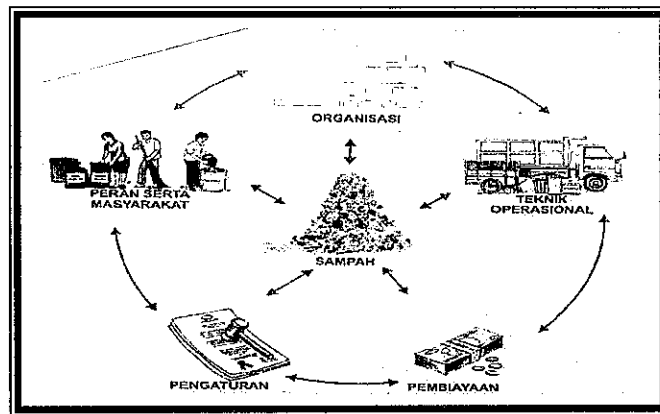 ORGANISASI
PERAN SERTA
MASYARAKAT
TEKNIK
OPERASIONAL
SAMPAH
PENGATURAN
PEMBIAYAAN